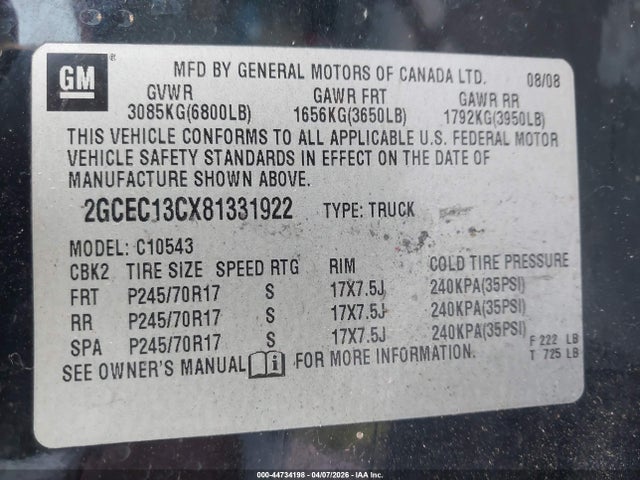 GM
MFD BY GENERAL MOTORS OF CANADA LTD. 08/08
GVWR GAWR FRT GAWR RR
3085KG(6800LB) 1656KG(3650LB) 1792KG(3950LB)
THIS VEHICLE CONFORMS TO ALL APPLICABLE U.S. FEDERAL MOTOR
VEHICLE SAFETY STANDARDS IN EFFECT ON THE DATE OF
MANUFACTURE SHOWN ABOVE.
2GCEC13CX81331922 TYPE: TRUCK
MODEL: C10543
CBK2 TIRE SIZE SPEED RTG RIM COLD TIRE PRESSURE
FRT P245/70R17 S 17X7.5J 240KPA(35PSI)
RR P245/70R17 S 17X7.5J 240KPA(35PSI)
SPA P245/70R17 S 17X7.5J 240KPA(35PSI)
F 222 LB
T 725 LB
SEE OWNER'S MANUAL FOR MORE INFORMATION.
000-44734198 - 04/07/2026 - IAA Inc.